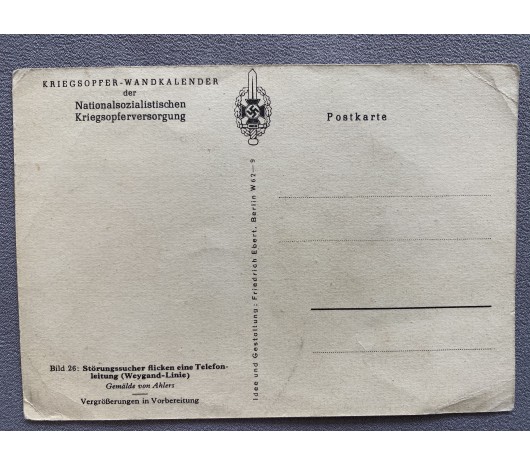 KRIEGSOPFER-WANDKALENDER
der
Nationalsozialistischen
Kriegsopferversorgung
Postkarte
Idee und Gestaltung: Friedrich Ebert, Berlin W 62—9
Bild 26: Störungssucher flicken eine Telefon-
leitung (Weygand-Linie)
Gemälde von Ahlers
Vergrößerungen in Vorbereitung